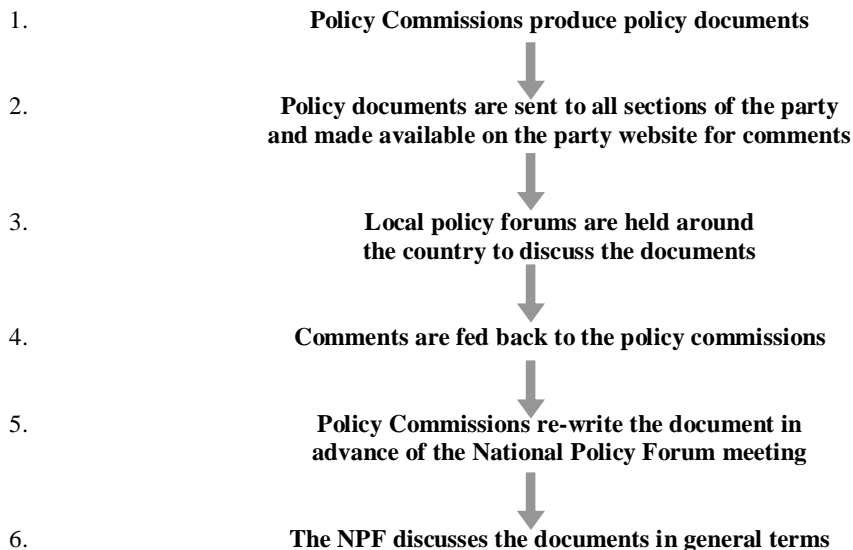 1. Policy Commissions produce policy documents
2. Policy documents are sent to all sections of the party
and made available on the party website for comments
3. Local policy forums are held around
the country to discuss the documents
4. Comments are fed back to the policy commissions
5. Policy Commissions re-write the document in
advance of the National Policy Forum meeting
6. The NPF discusses the documents in general terms